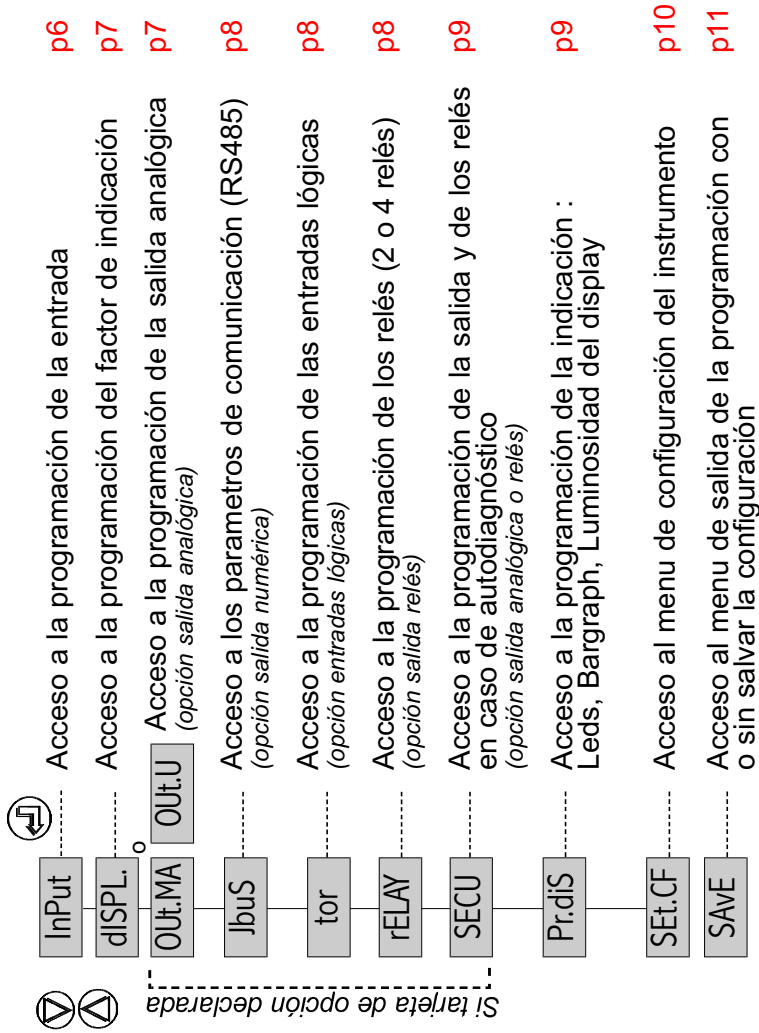 InPut Acceso a la programación de la entrada p6
dISPL. Acceso a la programación del factor de indicación p7
o
OUt.MA OUt.U Acceso a la programación de la salida analógica p7
(opción salida analógica)
JbuS Acceso a los parametros de comunicación (RS485) p8
(opción salida numérica)
tor Acceso a la programación de las entradas lógicas p8
(opción entradas lógicas)
rELAY Acceso a la programación de los relés (2 o 4 relés) p8
(opción salida relés)
SECU Acceso a la programación de la salida y de los relés p9
en caso de autodiagnóstico
(opción salida analógica o relés)
Si tarjeta de opción declarada
Pr.diS Acceso a la programación de la indicación : p9
Leds, Bargraph, Luminosidad del display
SEt.CF Acceso al menu de configuración del instrumento p10
SAvE Acceso al menu de salida de la programación con p11
o sin salvar la configuración